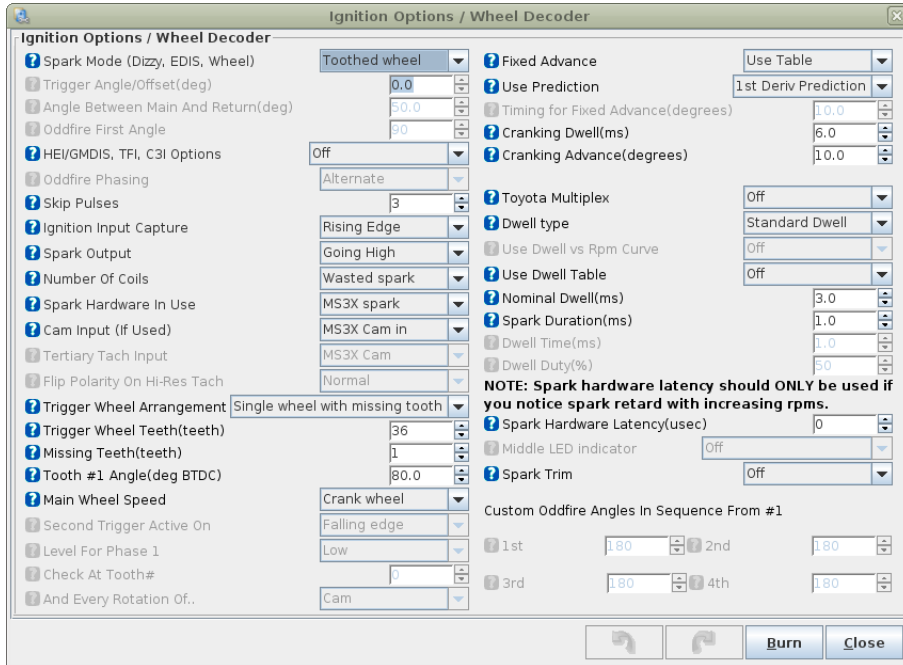 Ignition Options / Wheel Decoder
Ignition Options / Wheel Decoder
Spark Mode (Dizzy, EDIS, Wheel) Toothed wheel
Trigger Angle/Offset(deg) 0.0
Angle Between Main And Return(deg) 50.0
Oddfire First Angle 90
HEI/GMDIS, TFI, C3I Options Off
Oddfire Phasing Alternate
Skip Pulses 3
Ignition Input Capture Rising Edge
Spark Output Going High
Number Of Coils Wasted spark
Spark Hardware In Use MS3X spark
Cam Input (If Used) MS3X Cam in
Tertiary Tach Input MS3X Cam
Flip Polarity On Hi-Res Tach Normal
Trigger Wheel Arrangement Single wheel with missing tooth
Trigger Wheel Teeth(teeth) 36
Missing Teeth(teeth) 1
Tooth #1 Angle(deg BTDC) 80.0
Main Wheel Speed Crank wheel
Second Trigger Active On Falling edge
Level For Phase 1 Low
Check At Tooth# 0
And Every Rotation Of.. Cam
Fixed Advance Use Table
Use Prediction 1st Deriv Prediction
Timing for Fixed Advance(degrees) 10.0
Cranking Dwell(ms) 6.0
Cranking Advance(degrees) 10.0
Toyota Multiplex Off
Dwell type Standard Dwell
Use Dwell vs Rpm Curve Off
Use Dwell Table Off
Nominal Dwell(ms) 3.0
Spark Duration(ms) 1.0
Dwell Time(ms) 1.0
Dwell Duty(%) 50
NOTE: Spark hardware latency should ONLY be used if
you notice spark retard with increasing rpms.
Spark Hardware Latency(usec) 0
Middle LED indicator Off
Spark Trim Off
Custom Oddfire Angles In Sequence From #1
1st 180 2nd 180
3rd 180 4th 180
Burn Close